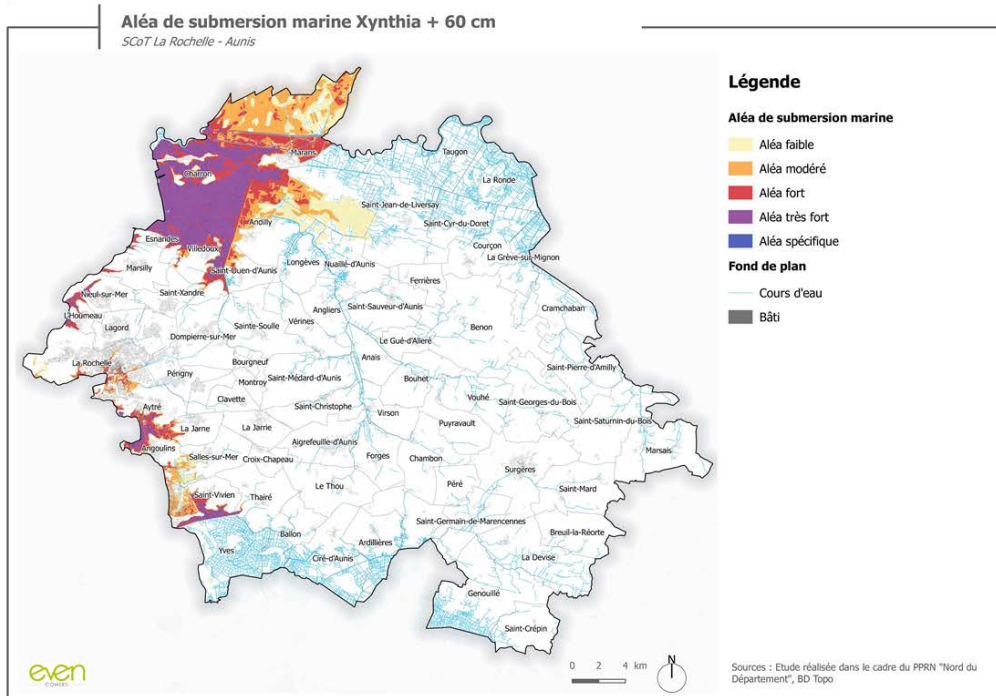 Aléa de submersion marine Xynthia + 60 cm
SCoT La Rochelle - Aunis
Légende
Aléa de submersion marine
Aléa faible
Aléa modéré
Aléa fort
Aléa très fort
Aléa spécifique
Fond de plan
Cours d'eau
Bâti
Marans
Taugon
Charron
La Ronde
Saint-Jean-de-Liversay
Andilly
Saint-Cyr-du-Doret
Esnandes
Villedoux
Courçon
La Grève-sur-Mignon
Marsilly
Saint-Ouen-d'Aunis
Longèves
Nuaillé-d'Aunis
Ferrières
Nieul-sur-Mer
Saint-Xandre
Cramchaban
L'Houmeau
Angliers
Saint-Sauveur-d'Aunis
Lagord
Sainte-Soulle
Vérines
Benon
Dompierre-sur-Mer
Le Gué-d'Alleré
La Rochelle
Bourgneuf
Anais
Saint-Pierre-d'Amilly
Périgny
Montroy
Saint-Médard-d'Aunis
Bouhet
Clavette
Vouhé
Saint-Georges-du-Bois
Aytré
Saint-Christophe
Virson
La Jarne
La Jarrie
Puyravault
Saint-Saturnin-du-Bois
Angoulins
Aigrefeuille-d'Aunis
Marsais
Salles-sur-Mer
Croix-Chapeau
Forges
Chambon
Surgères
Saint-Vivien
Thairé
Le Thou
Péré
Saint-Mard
Saint-Germain-de-Marencennes
Breuil-la-Réorte
Yves
Ballon
Ardillières
Ciré-d'Aunis
La Devise
Genouillé
Saint-Crépin
even
CONSEIL
0 2 4 km
N
Sources : Etude réalisée dans le cadre du PPRN "Nord du
Département", BD Topo